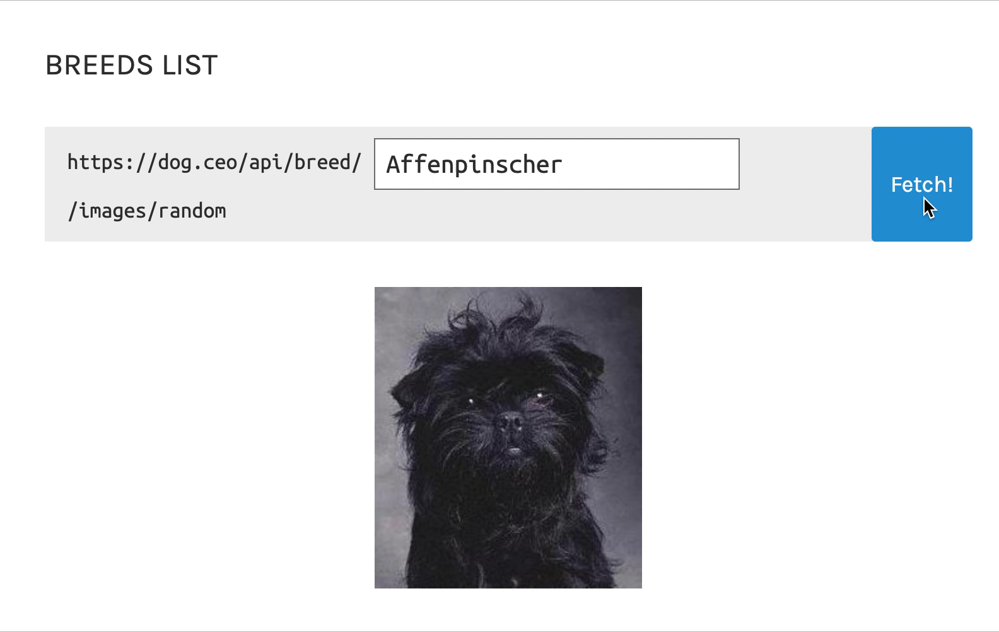 BREEDS LIST
https://dog.ceo/api/breed/ Affenpinscher
/images/random
Fetch!